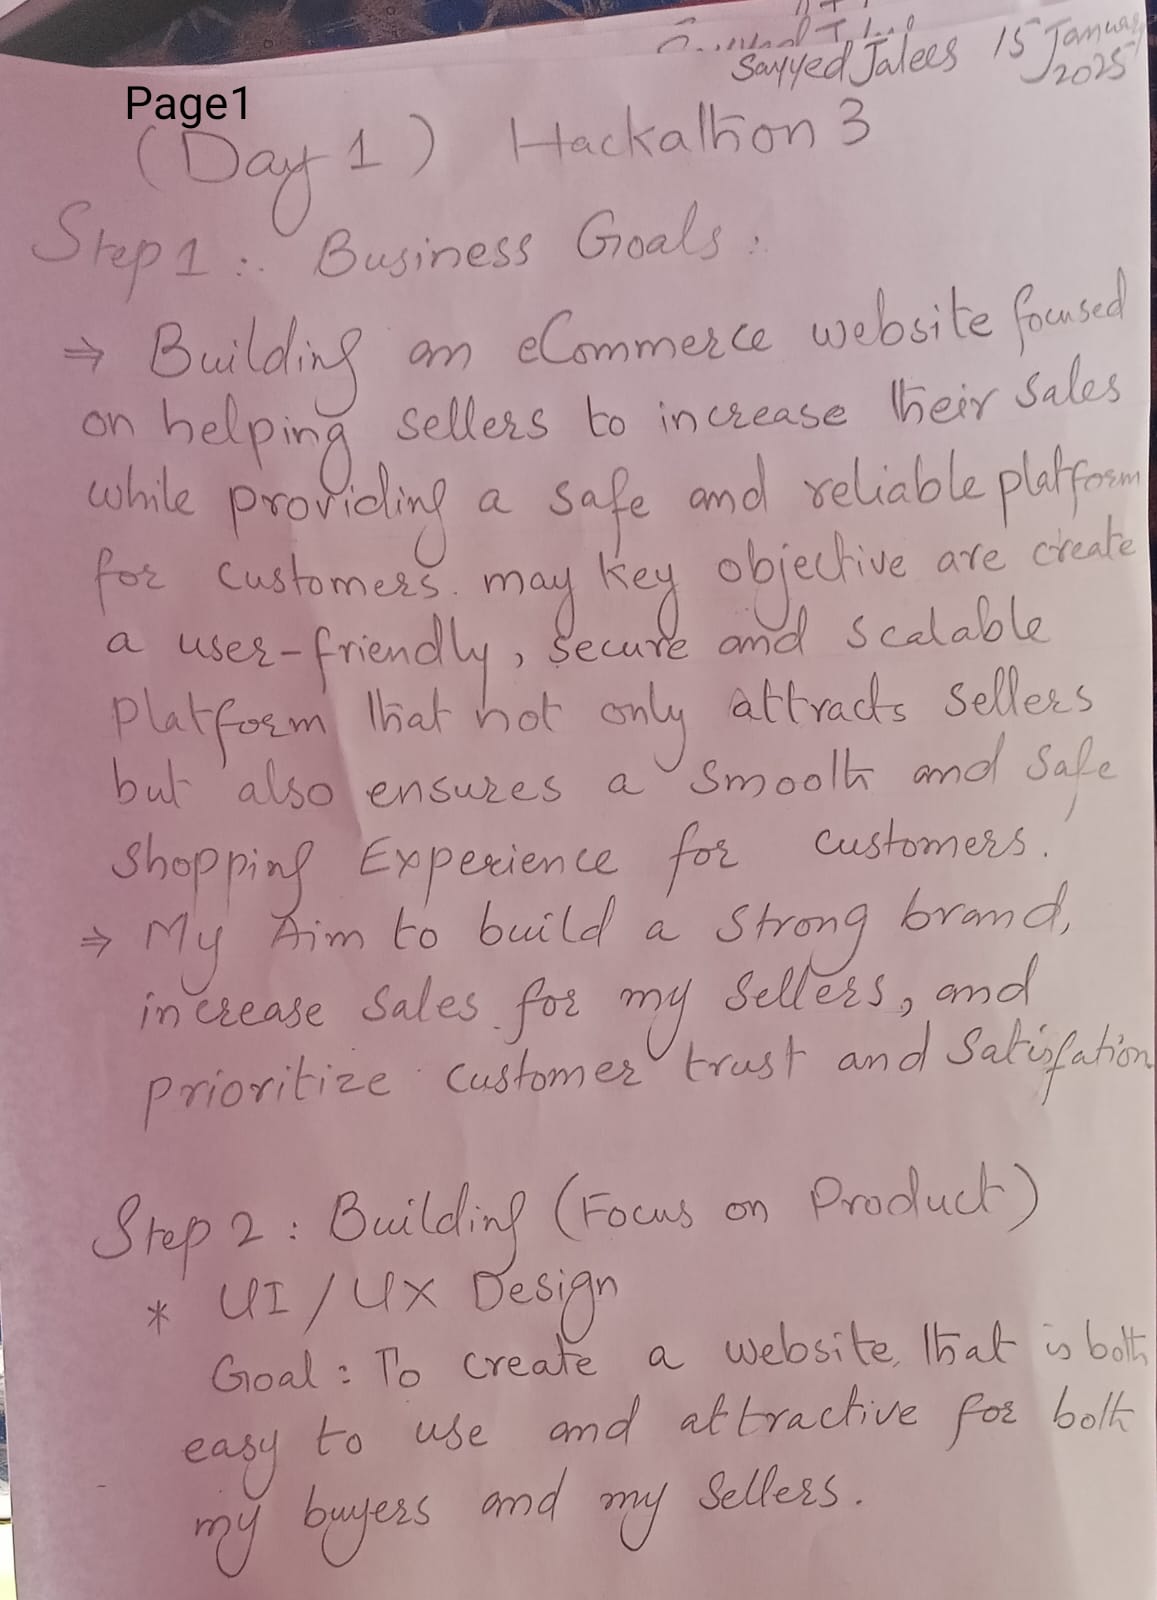 Sayyed Jalees 15 January
2025
Page1
(Day 1) Hackathon 3
Step 1: Business Goals:
⇒ Building an eCommerce website focused
on helping sellers to increase their sales
while providing a safe and reliable platform
for customers. may key objective are create
a user-friendly, secure and scalable
platform that not only attracts sellers
but also ensures a smooth and safe
shopping Experience for customers.
⇒ My Aim to build a strong brand,
increase sales for my sellers, and
prioritize customer trust and Satisfation
Step 2: Building (Focus on Product)
* UI/UX Design
Goal: To create a website that is both
easy to use and attractive for both
my buyers and my sellers.